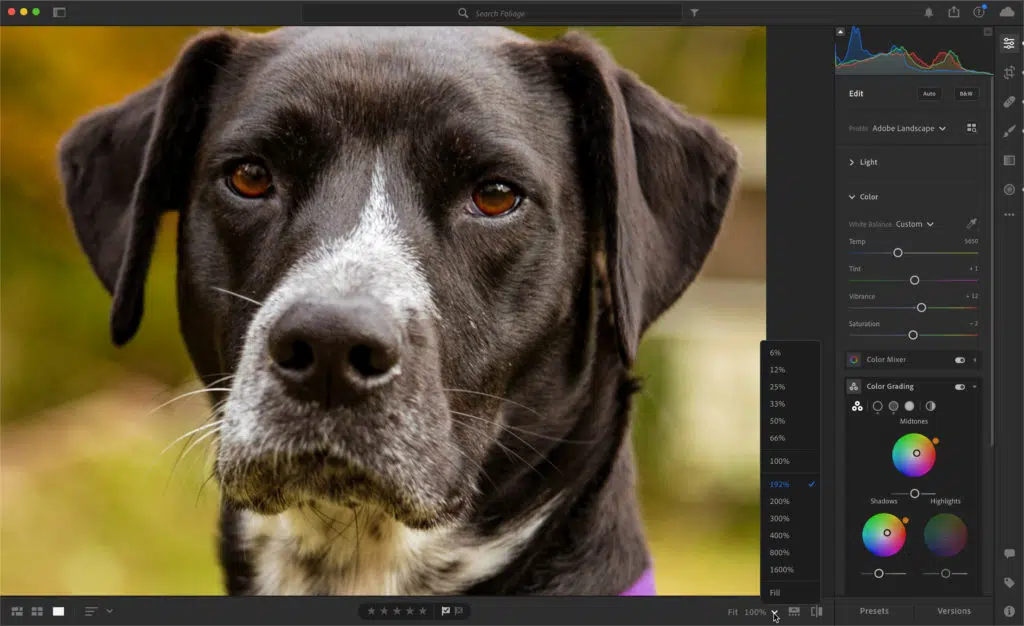 Search Foliage
Edit
Auto
B&W
Profile Adobe Landscape
Light
Color
White Balance Custom
Temp 5650
Tint + 1
Vibrance + 12
Saturation - 2
Color Mixer
Color Grading
Midtones
Shadows Highlights
6%
12%
25%
33%
50%
66%
100%
192%
200%
300%
400%
800%
1600%
Fill
Fit 100%
Presets Versions